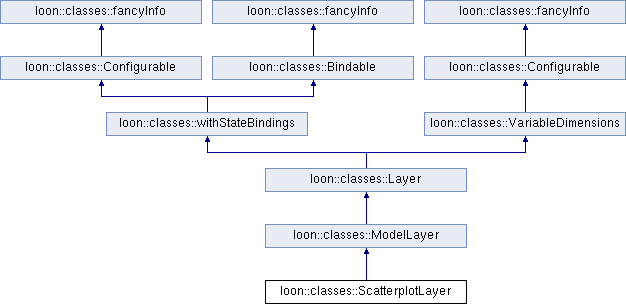 loon::classes::fancyInfo
loon::classes::fancyInfo
loon::classes::fancyInfo
loon::classes::Configurable
loon::classes::Bindable
loon::classes::Configurable
loon::classes::withStateBindings
loon::classes::VariableDimensions
loon::classes::Layer
loon::classes::ModelLayer
loon::classes::ScatterplotLayer